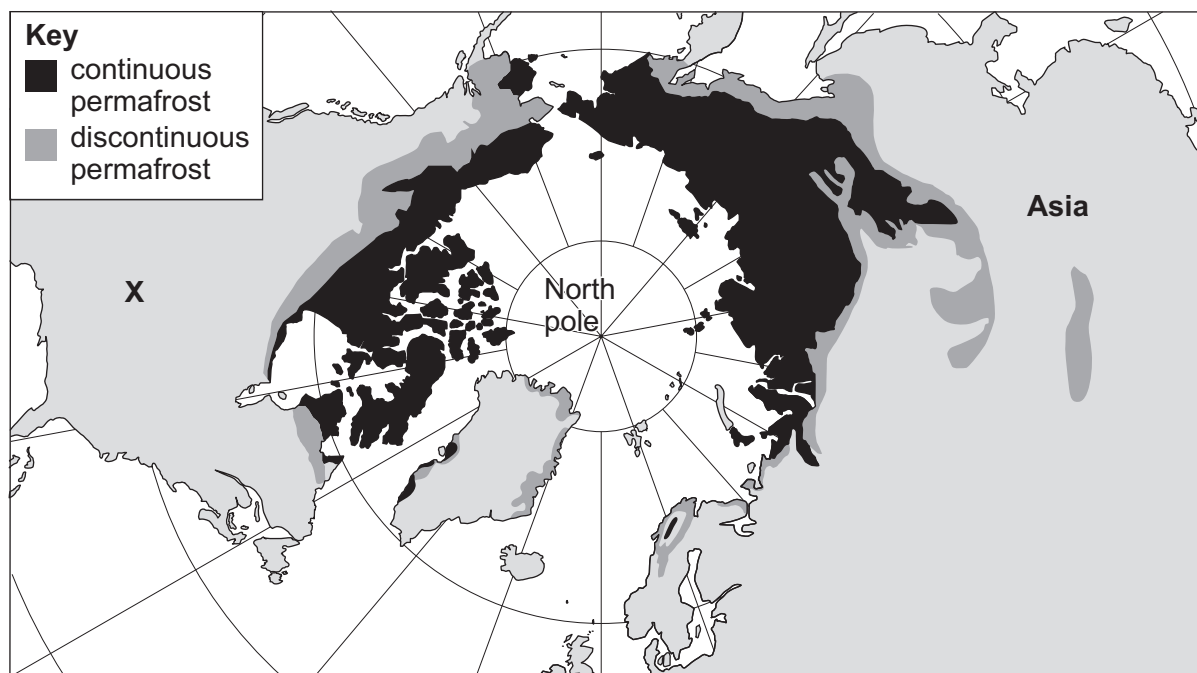 Key
continuous
permafrost
discontinuous
permafrost
Asia
X
North
pole